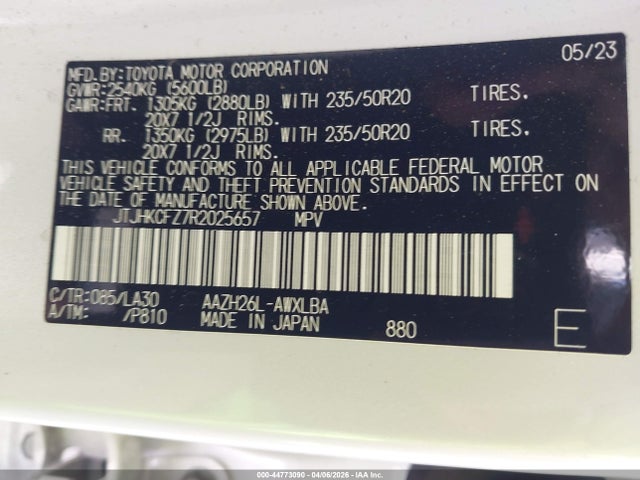 05/23
MFD.BY:TOYOTA MOTOR CORPORATION
GVWR:2540KG (5600LB)
GAWR:FRT. 1305KG (2880LB) WITH 235/50R20 TIRES.
20X7 1/2J RIMS.
RR. 1350KG (2975LB) WITH 235/50R20 TIRES.
20X7 1/2J RIMS.
THIS VEHICLE CONFORMS TO ALL APPLICABLE FEDERAL MOTOR
VEHICLE SAFETY AND THEFT PREVENTION STANDARDS IN EFFECT ON
THE DATE OF MANUFACTURE SHOWN ABOVE.
JTJHKCFZ7R2025657 MPV
C/TR:085/LA30 AAZH26L-AWXLBA
A/TM: /P810 MADE IN JAPAN 880
E
000-44773090 - 04/06/2026 - IAA Inc.